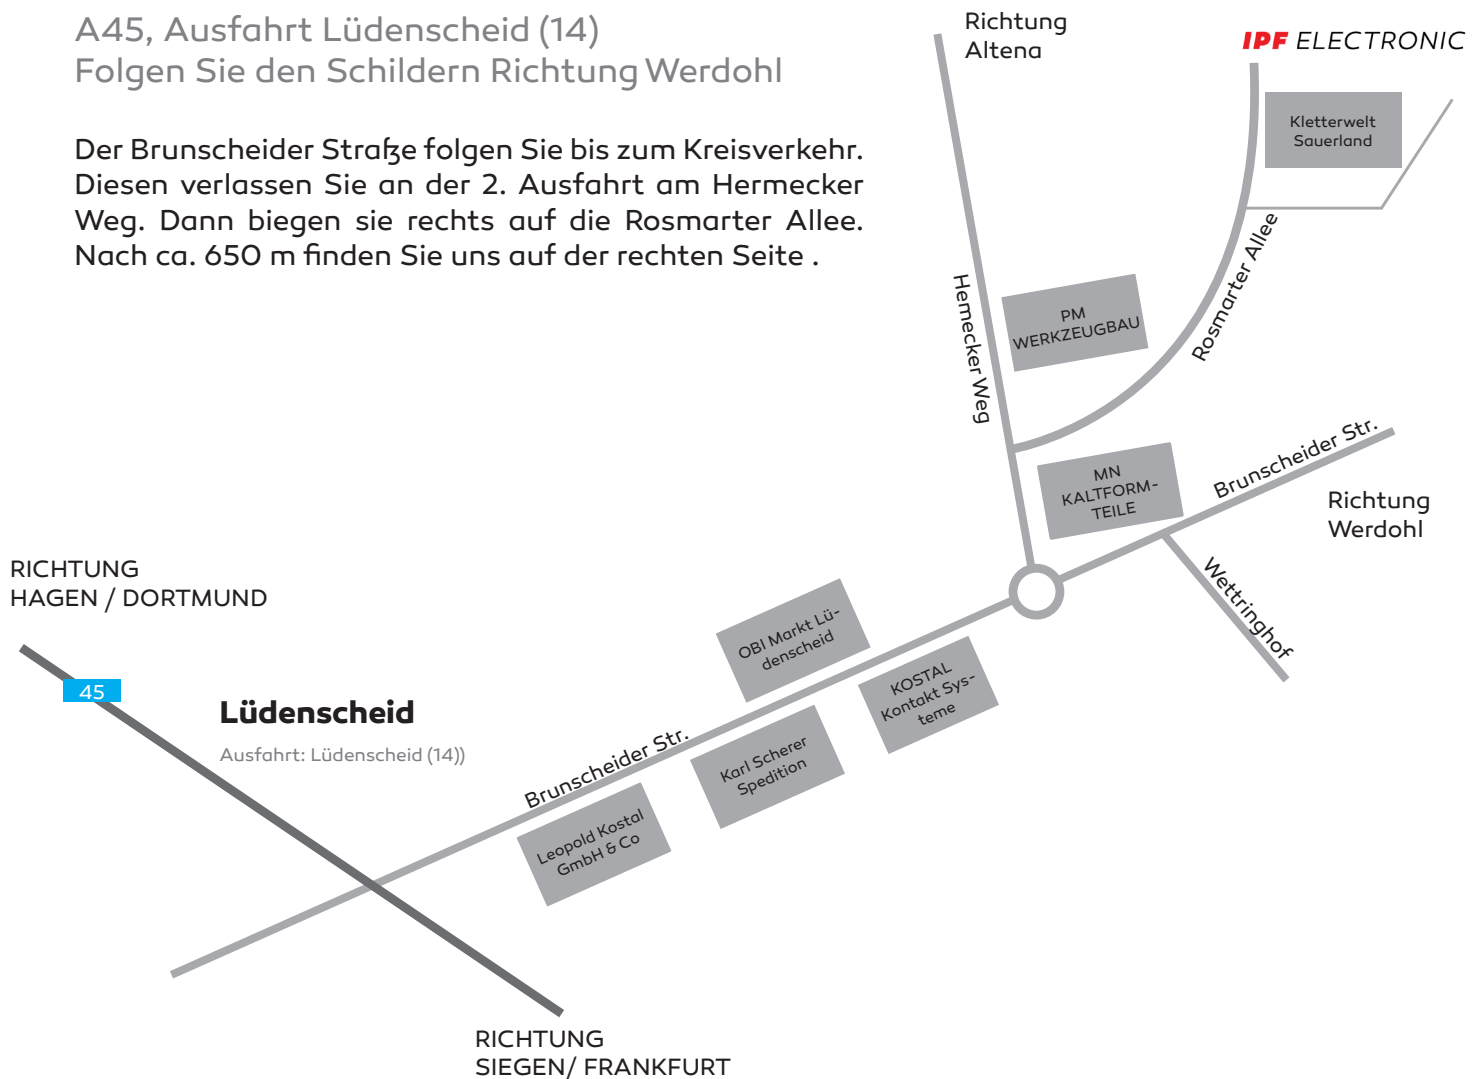 A45, Ausfahrt Lüdenscheid (14)
Folgen Sie den Schildern Richtung Werdohl
Der Brunscheider Straße folgen Sie bis zum Kreisverkehr.
Diesen verlassen Sie an der 2. Ausfahrt am Hermecker
Weg. Dann biegen sie rechts auf die Rosmarter Allee.
Nach ca. 650 m finden Sie uns auf der rechten Seite .
Richtung
Altena
IPF ELECTRONIC
Kletterwelt
Sauerland
Rosmarter Allee
Hemecker Weg
PM
WERKZEUGBAU
MN
KALTFORM-
TEILE
Brunscheider Str.
Richtung
Werdohl
Wettringhof
RICHTUNG
HAGEN / DORTMUND
45
Lüdenscheid
Ausfahrt: Lüdenscheid (14))
OBI Markt Lü-
denscheid
KOSTAL
Kontakt Sys-
teme
Brunscheider Str.
Karl Scherer
Spedition
Leopold Kostal
GmbH & Co
RICHTUNG
SIEGEN/ FRANKFURT